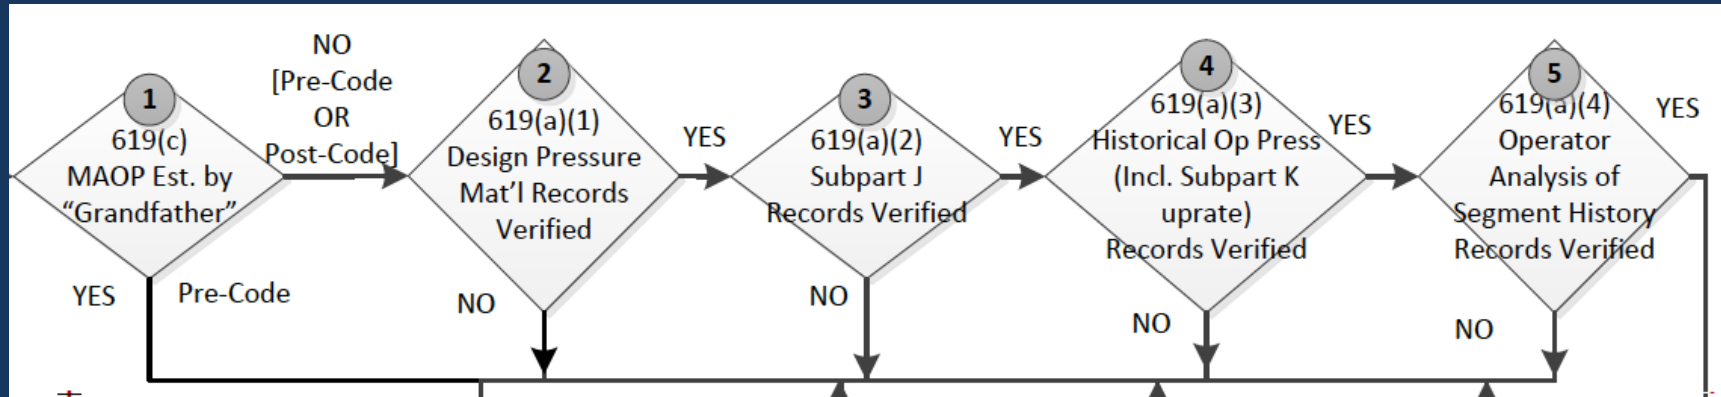 1
619(c)
MAOP Est. by
“Grandfather”
YES
Pre-Code
NO
[Pre-Code
OR
Post-Code]
2
619(a)(1)
Design Pressure
Mat’l Records
Verified
NO
YES
3
619(a)(2)
Subpart J
Records Verified
NO
YES
4
619(a)(3)
Historical Op Press
(Incl. Subpart K
uprate)
Records Verified
NO
YES
5
619(a)(4)
Operator
Analysis of
Segment History
Records Verified
NO
YES